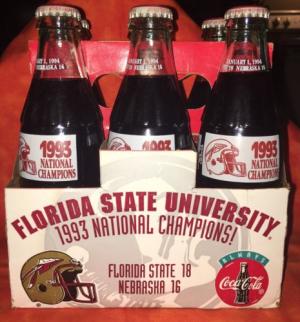 JANUARY 1, 1994
NEBRASKA 16
JANUARY 1, 1994
NEBRASKA 16
1993
NATIONAL
CHAMPIONS
1993
1993
NATIONAL
CHAMPIONS
FLORIDA STATE UNIVERSITY
1993 NATIONAL CHAMPIONS!
FLORIDA STATE 18
NEBRASKA 16
ALWAYS
Coca-Cola